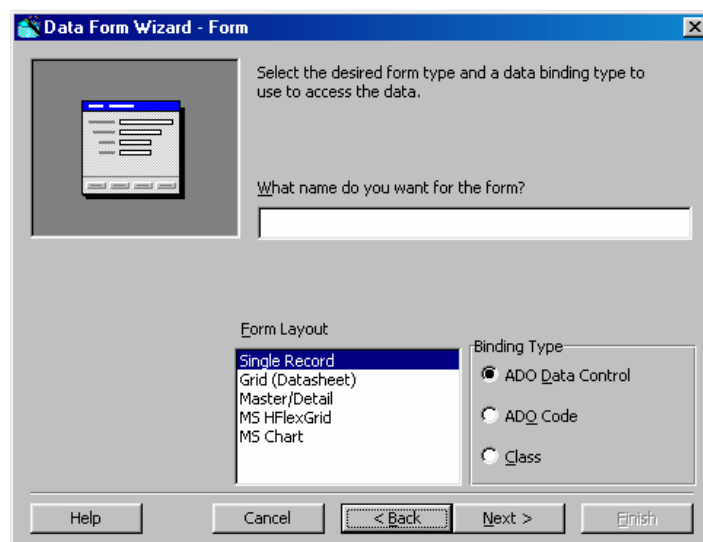 Data Form Wizard - Form
Select the desired form type and a data binding type to
use to access the data.
What name do you want for the form?
Form Layout
Single Record
Grid (Datasheet)
Master/Detail
MS HFlexGrid
MS Chart
Binding Type
ADO Data Control
ADO Code
Class
Help
Cancel
< Back
Next >
Finish